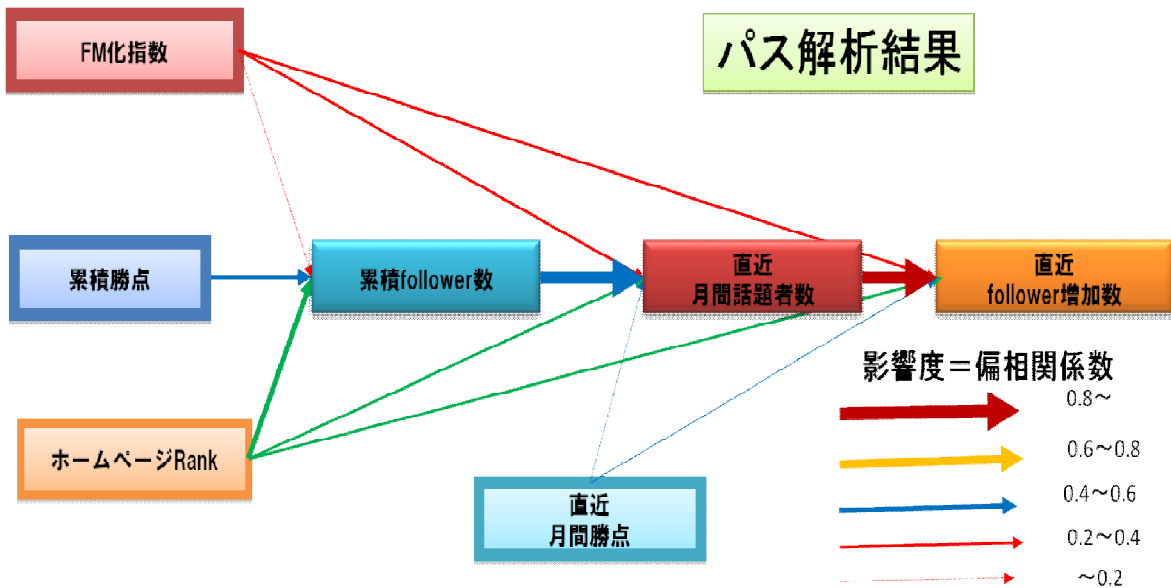 FM化指数
パス解析結果
累積勝点
累積follower数
直近
月間話題者数
直近
follower増加数
ホームページRank
直近
月間勝点
影響度＝偏相関係数
0.8～
0.6～0.8
0.4～0.6
0.2～0.4
～0.2